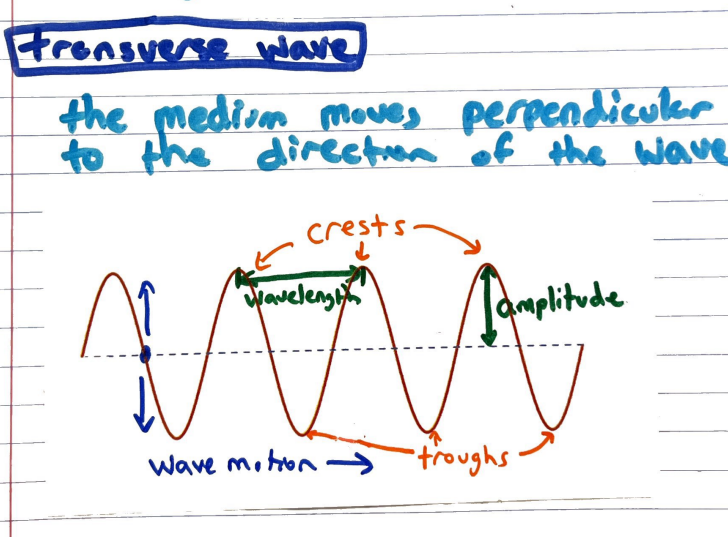 transverse wave
the medium moves perpendicular
to the direction of the wave
crests
wavelength
amplitude
wave motion
troughs